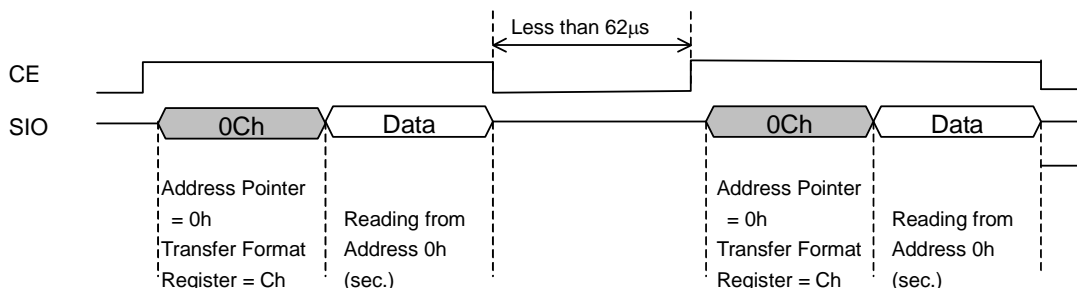 Less than 62μs
CE
SIO
0Ch
Data
0Ch
Data
Address Pointer
= 0h
Transfer Format
Register = Ch
Reading from
Address 0h
(sec.)
Address Pointer
= 0h
Transfer Format
Register = Ch
Reading from
Address 0h
(sec.)